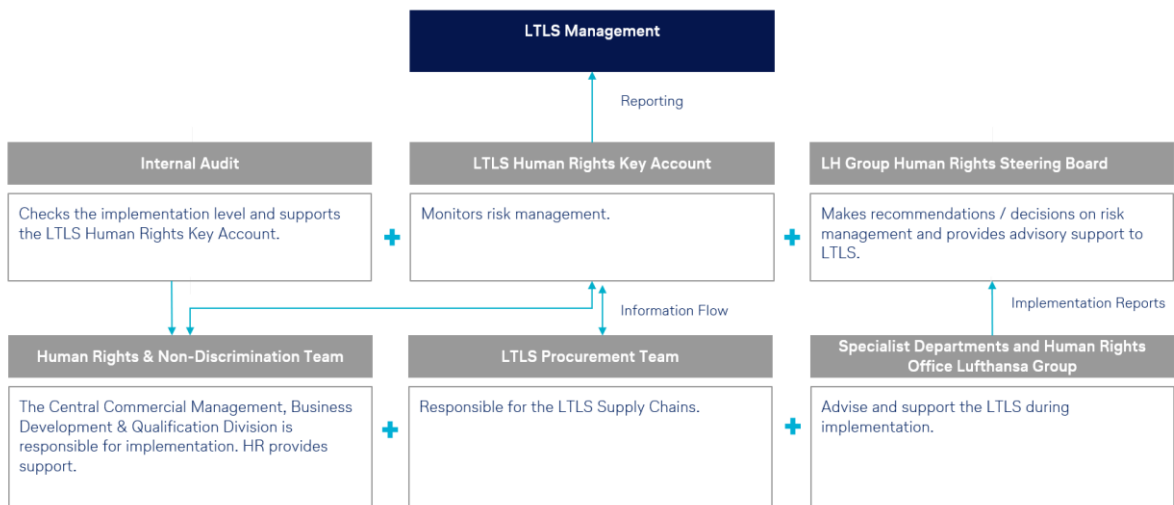 LTLS Management
Reporting
Internal Audit
LTLS Human Rights Key Account
LH Group Human Rights Steering Board
Checks the implementation level and supports
the LTLS Human Rights Key Account.
Monitors risk management.
Makes recommendations / decisions on risk
management and provides advisory support to
LTLS.
Information Flow
Implementation Reports
Human Rights & Non-Discrimination Team
LTLS Procurement Team
Specialist Departments and Human Rights
Office Lufthansa Group
The Central Commercial Management, Business
Development & Qualification Division is
responsible for implementation. HR provides
support.
Responsible for the LTLS Supply Chains.
Advise and support the LTLS during
implementation.